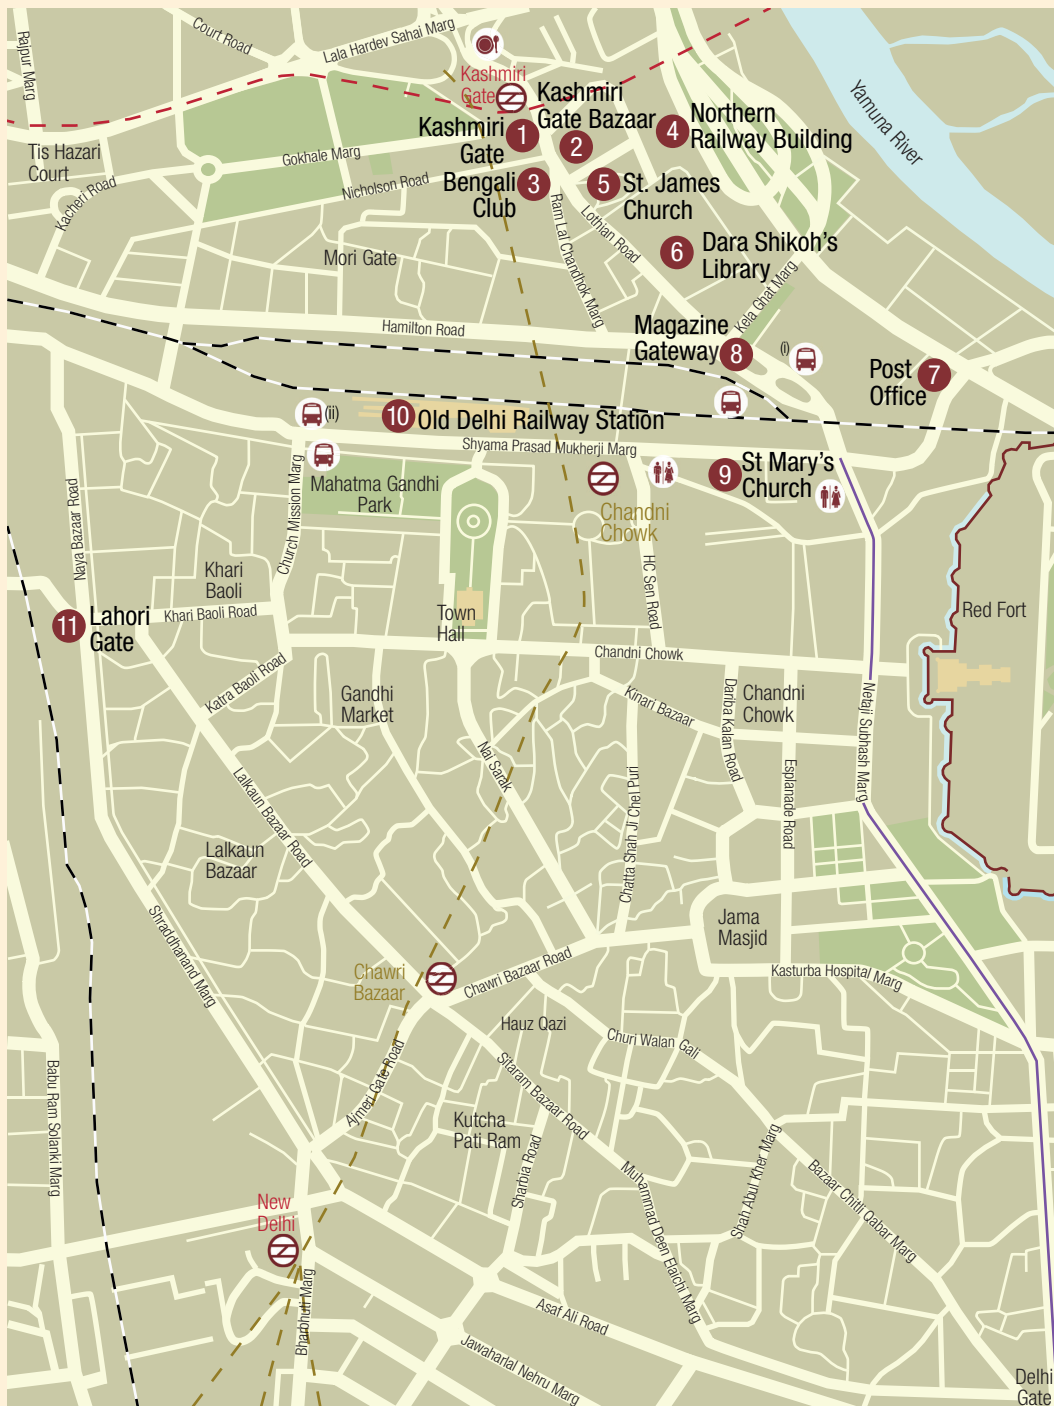 Rajpur Marg
Court Road
Lala Hardev Sahai Marg
Kashmiri
Gate
Yamuna River
Kashmiri
Gate Bazaar
Kashmiri
Gate
1
2
4
Northern
Railway Building
Tis Hazari
Court
Gokhale Marg
Nicholson Road
Kacheri Road
Bengali
Club
3
5
St. James
Church
Ram Lal Chandhok Marg
Lothian Road
Mori Gate
6
Dara Shikoh's
Library
Kela Ghat Marg
Hamilton Road
Magazine
Gateway
8
(i)
Post
Office
7
(ii)
10
Old Delhi Railway Station
Shyama Prasad Mukherji Marg
9
St Mary's
Church
Mahatma Gandhi
Park
Chandni
Chowk
Naya Bazaar Road
Church Mission Marg
HC Sen Road
Khari
Baoli
Khari Baoli Road
11
Lahori
Gate
Town
Hall
Red Fort
Chandni Chowk
Katra Baoli Road
Gandhi
Market
Kinari Bazaar
Dariba Kalan Road
Chandni
Chowk
Netaji Subhash Marg
Nai Sarak
Lalkaun Bazaar Road
Chatta Shah Ji Chel Puri
Esplanade Road
Lalkaun
Bazaar
Shraddhanand Marg
Jama
Masjid
Chawri
Bazaar
Chawri Bazaar Road
Kasturba Hospital Marg
Hauz Qazi
Churi Walan Gali
Babu Ram Solanki Marg
Ajmeri Gate Road
Sitaram Bazaar Road
Kutcha
Pati Ram
Sharbia Road
Muhammad Deen Elaichi Marg
Shah Abul Kher Marg
Bazaar Chitli Qabar Marg
New
Delhi
Bharbhuti Marg
Asaf Ali Road
Jawaharlal Nehru Marg
Delhi
Gate